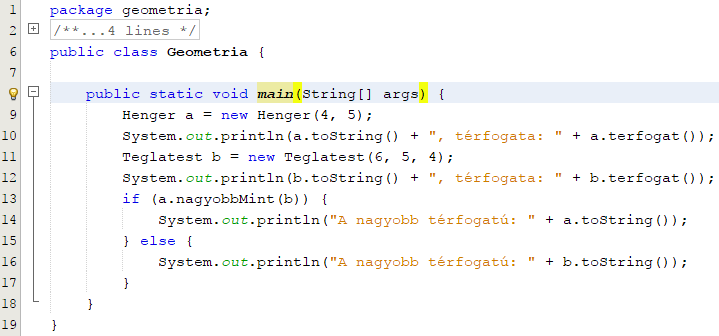 1 package geometria;
2 /**...4 lines */
6 public class Geometria {
7
public static void main(String[] args) {
9 Henger a = new Henger(4, 5);
10 System.out.println(a.toString() + ", térfogata: " + a.terfogat());
11 Teglatest b = new Teglatest(6, 5, 4);
12 System.out.println(b.toString() + ", térfogata: " + b.terfogat());
13 if (a.nagyobbMint(b)) {
14 System.out.println("A nagyobb térfogatú: " + a.toString());
15 } else {
16 System.out.println("A nagyobb térfogatú: " + b.toString());
17 }
18 }
19 }